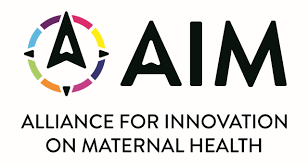 AIM
ALLIANCE FOR INNOVATION
ON MATERNAL HEALTH